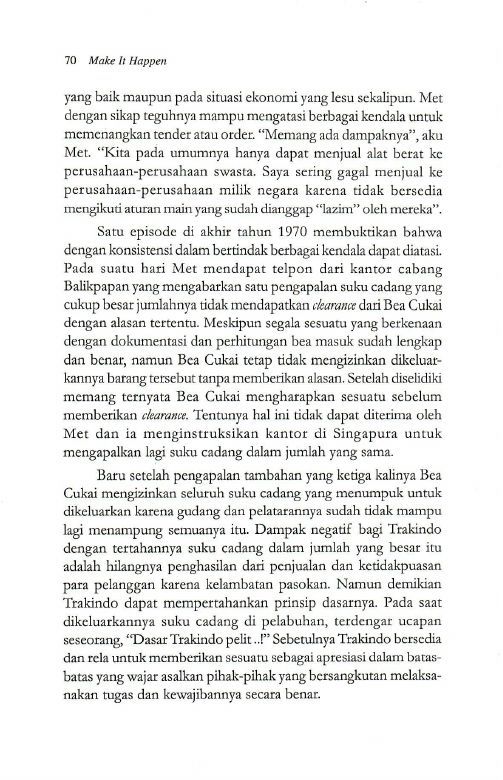 70 Make It Happen
yang baik maupun pada situasi ekonomi yang lesu sekalipun. Met
dengan sikap teguhnya mampu mengatasi berbagai kendala untuk
memenangkan tender atau order. “Memang ada dampaknya”, aku
Met. “Kita pada umumnya hanya dapat menjual alat berat ke
perusahaan-perusahaan swasta. Saya sering gagal menjual ke
perusahaan-perusahaan milik negara karena tidak bersedia
mengikuti aturan main yang sudah dianggap “lazim” oleh mereka”.
Satu episode di akhir tahun 1970 membuktikan bahwa
dengan konsistensi dalam bertindak berbagai kendala dapat diatasi.
Pada suatu hari Met mendapat telpon dari kantor cabang
Balikpapan yang mengabarkan satu pengapalan suku cadang yang
cukup besar jumlahnya tidak mendapatkan clearance dari Bea Cukai
dengan alasan tertentu. Meskipun segala sesuatu yang berkenaan
dengan dokumentasi dan perhitungan bea masuk sudah lengkap
dan benar, namun Bea Cukai tetap tidak mengizinkan dikeluar-
kannya barang tersebut tanpa memberikan alasan. Setelah diselidiki
memang ternyata Bea Cukai mengharapkan sesuatu sebelum
memberikan clearance. Tentunya hal ini tidak dapat diterima oleh
Met dan ia menginstruksikan kantor di Singapura untuk
mengapalkan lagi suku cadang dalam jumlah yang sama.
Baru setelah pengapalan tambahan yang ketiga kalinya Bea
Cukai mengizinkan seluruh suku cadang yang menumpuk untuk
dikeluarkan karena gudang dan pelatarannya sudah tidak mampu
lagi menampung semuanya itu. Dampak negatif bagi Trakindo
dengan tertahannya suku cadang dalam jumlah yang besar itu
adalah hilangnya penghasilan dari penjualan dan ketidakpuasan
para pelanggan karena kelambatan pasokan. Namun demikian
Trakindo dapat mempertahankan prinsip dasarnya. Pada saat
dikeluarkannya suku cadang di pelabuhan, terdengar ucapan
seseorang, “Dasar Trakindo pelit ..!” Sebetulnya Trakindo bersedia
dan rela untuk memberikan sesuatu sebagai apresiasi dalam batas-
batas yang wajar asalkan pihak-pihak yang bersangkutan melaksa-
nakan tugas dan kewajibannya secara benar.